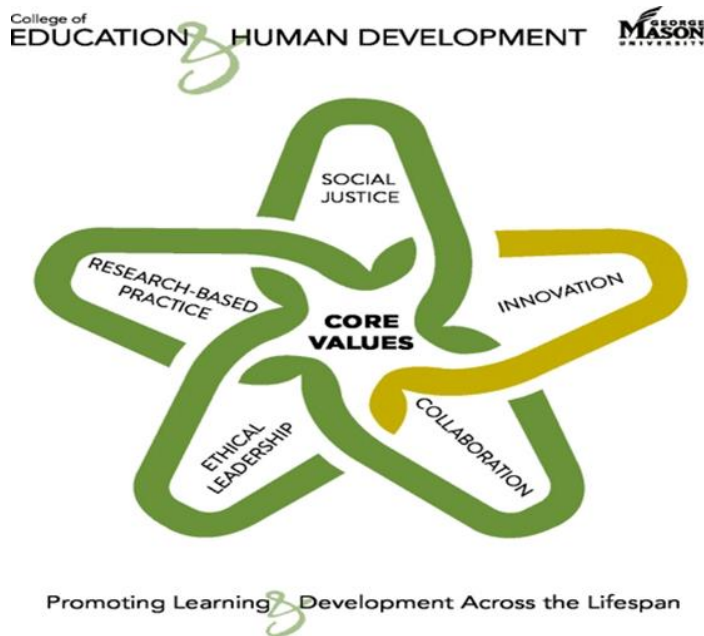 College of
EDUCATION & HUMAN DEVELOPMENT
GEORGE
MASON
UNIVERSITY
SOCIAL
JUSTICE
RESEARCH-BASED
PRACTICE
INNOVATION
CORE
VALUES
ETHICAL
LEADERSHIP
COLLABORATION
Promoting Learning & Development Across the Lifespan